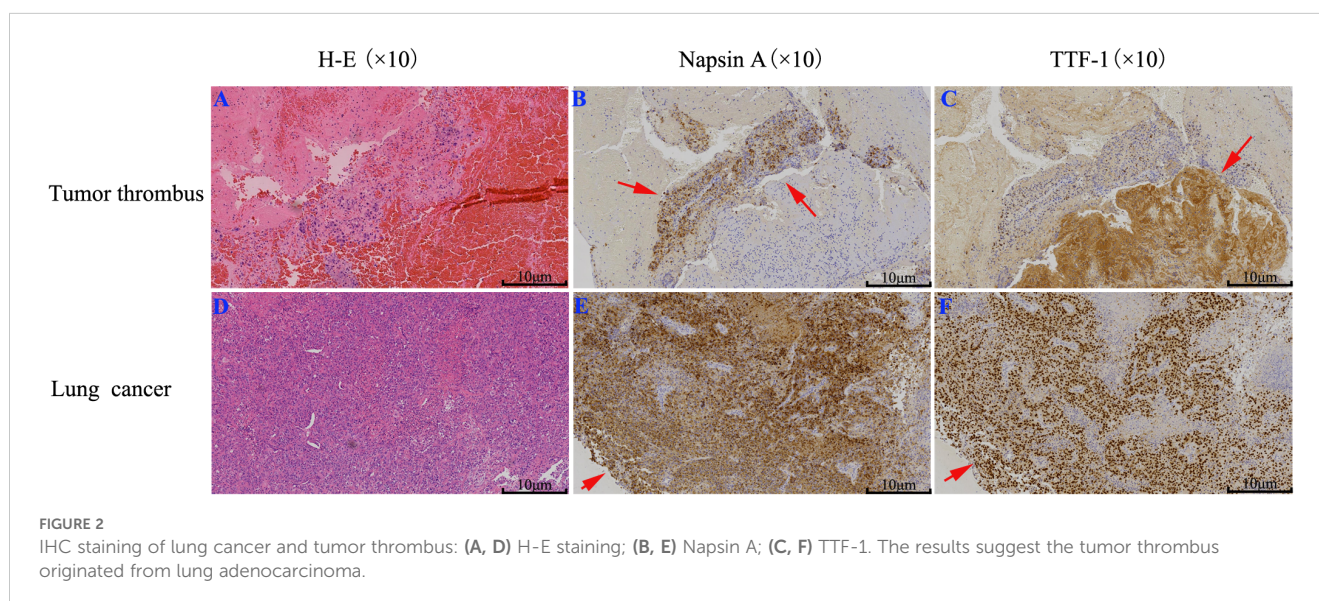 H-E (×10) Napsin A (×10) TTF-1 (×10)
Tumor thrombus
A B C
10μm 10μm 10μm
Lung cancer
D E F
10μm 10μm 10μm
FIGURE 2
IHC staining of lung cancer and tumor thrombus: (A, D) H-E staining; (B, E) Napsin A; (C, F) TTF-1. The results suggest the tumor thrombus
originated from lung adenocarcinoma.